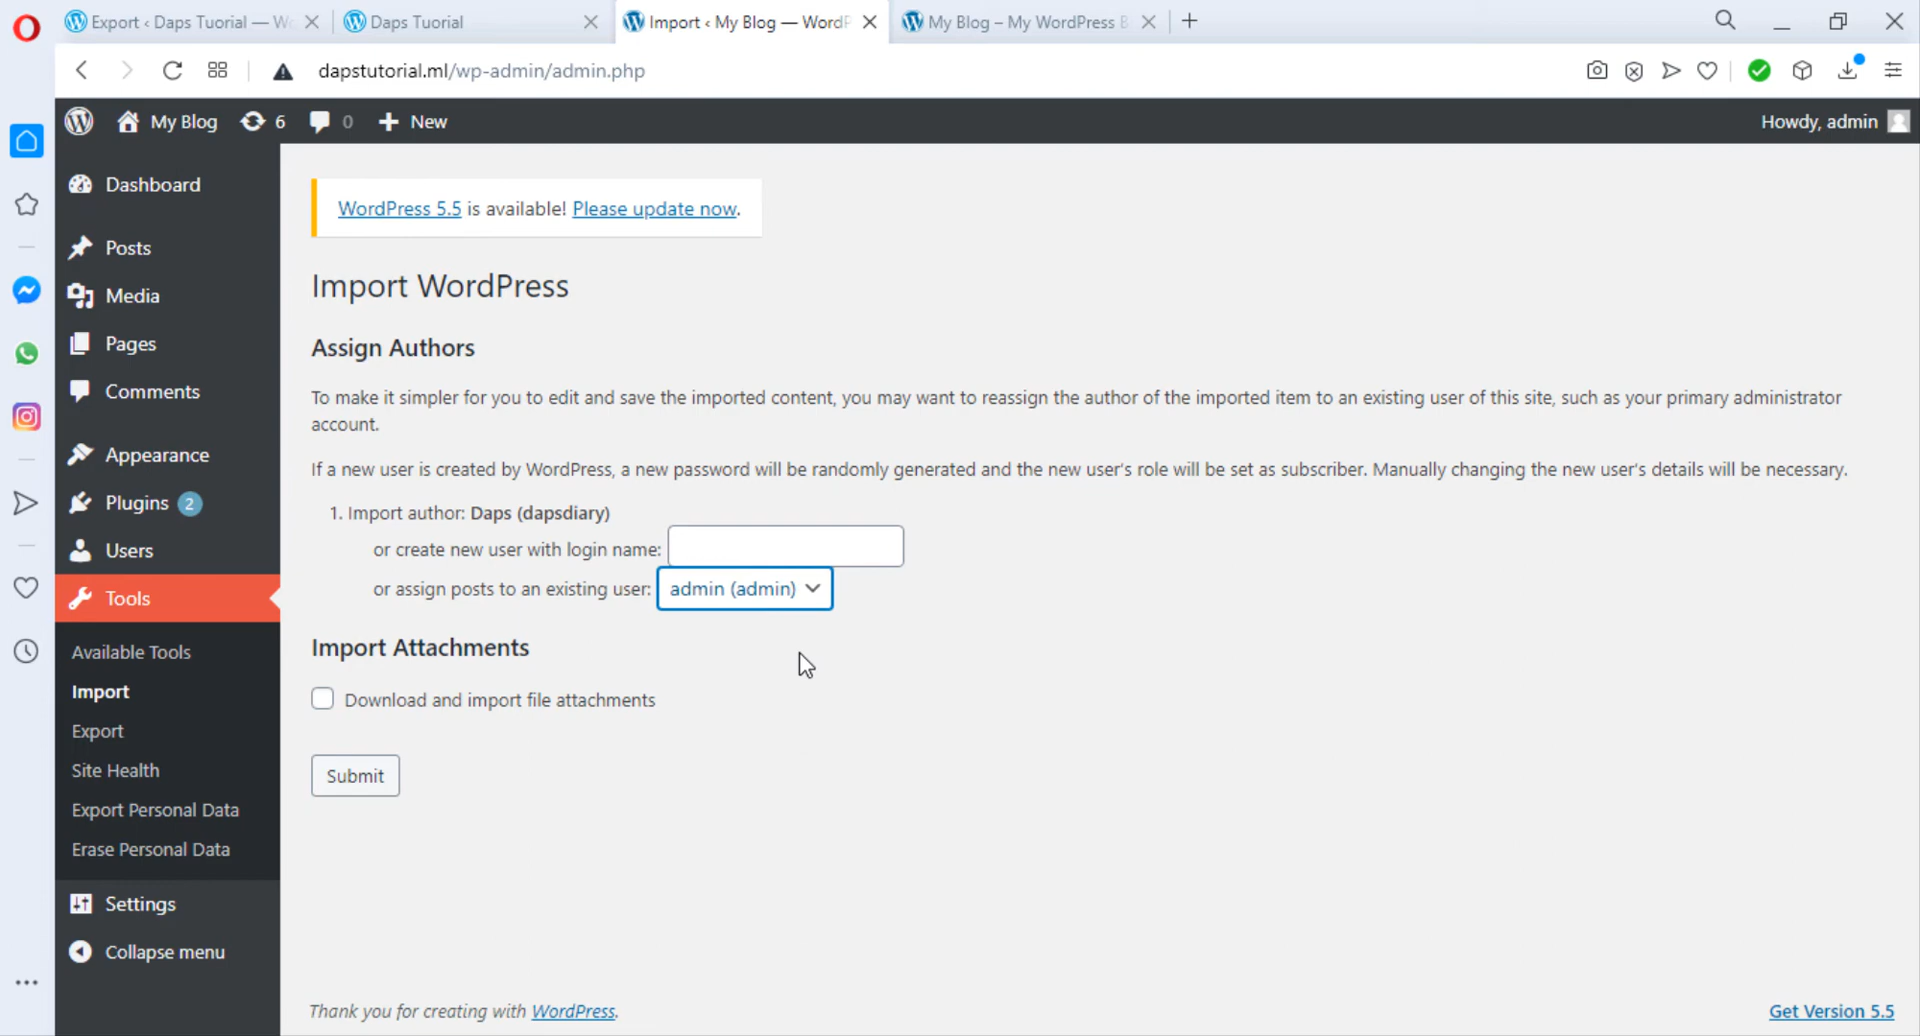 Export ‹ Daps Tuorial — Wo
Daps Tuorial
Import ‹ My Blog — WordP
My Blog – My WordPress B
dapstutorial.ml/wp-admin/admin.php
My Blog
6
0
New
Howdy, admin
Dashboard
Posts
Media
Pages
Comments
Appearance
Plugins 2
Users
Tools
Available Tools
Import
Export
Site Health
Export Personal Data
Erase Personal Data
Settings
Collapse menu
WordPress 5.5 is available! Please update now.
Import WordPress
Assign Authors
To make it simpler for you to edit and save the imported content, you may want to reassign the author of the imported item to an existing user of this site, such as your primary administrator
account.
If a new user is created by WordPress, a new password will be randomly generated and the new user's role will be set as subscriber. Manually changing the new user's details will be necessary.
1. Import author: Daps (dapsdiary)
or create new user with login name:
or assign posts to an existing user: admin (admin)
Import Attachments
Download and import file attachments
Submit
Thank you for creating with WordPress.
Get Version 5.5